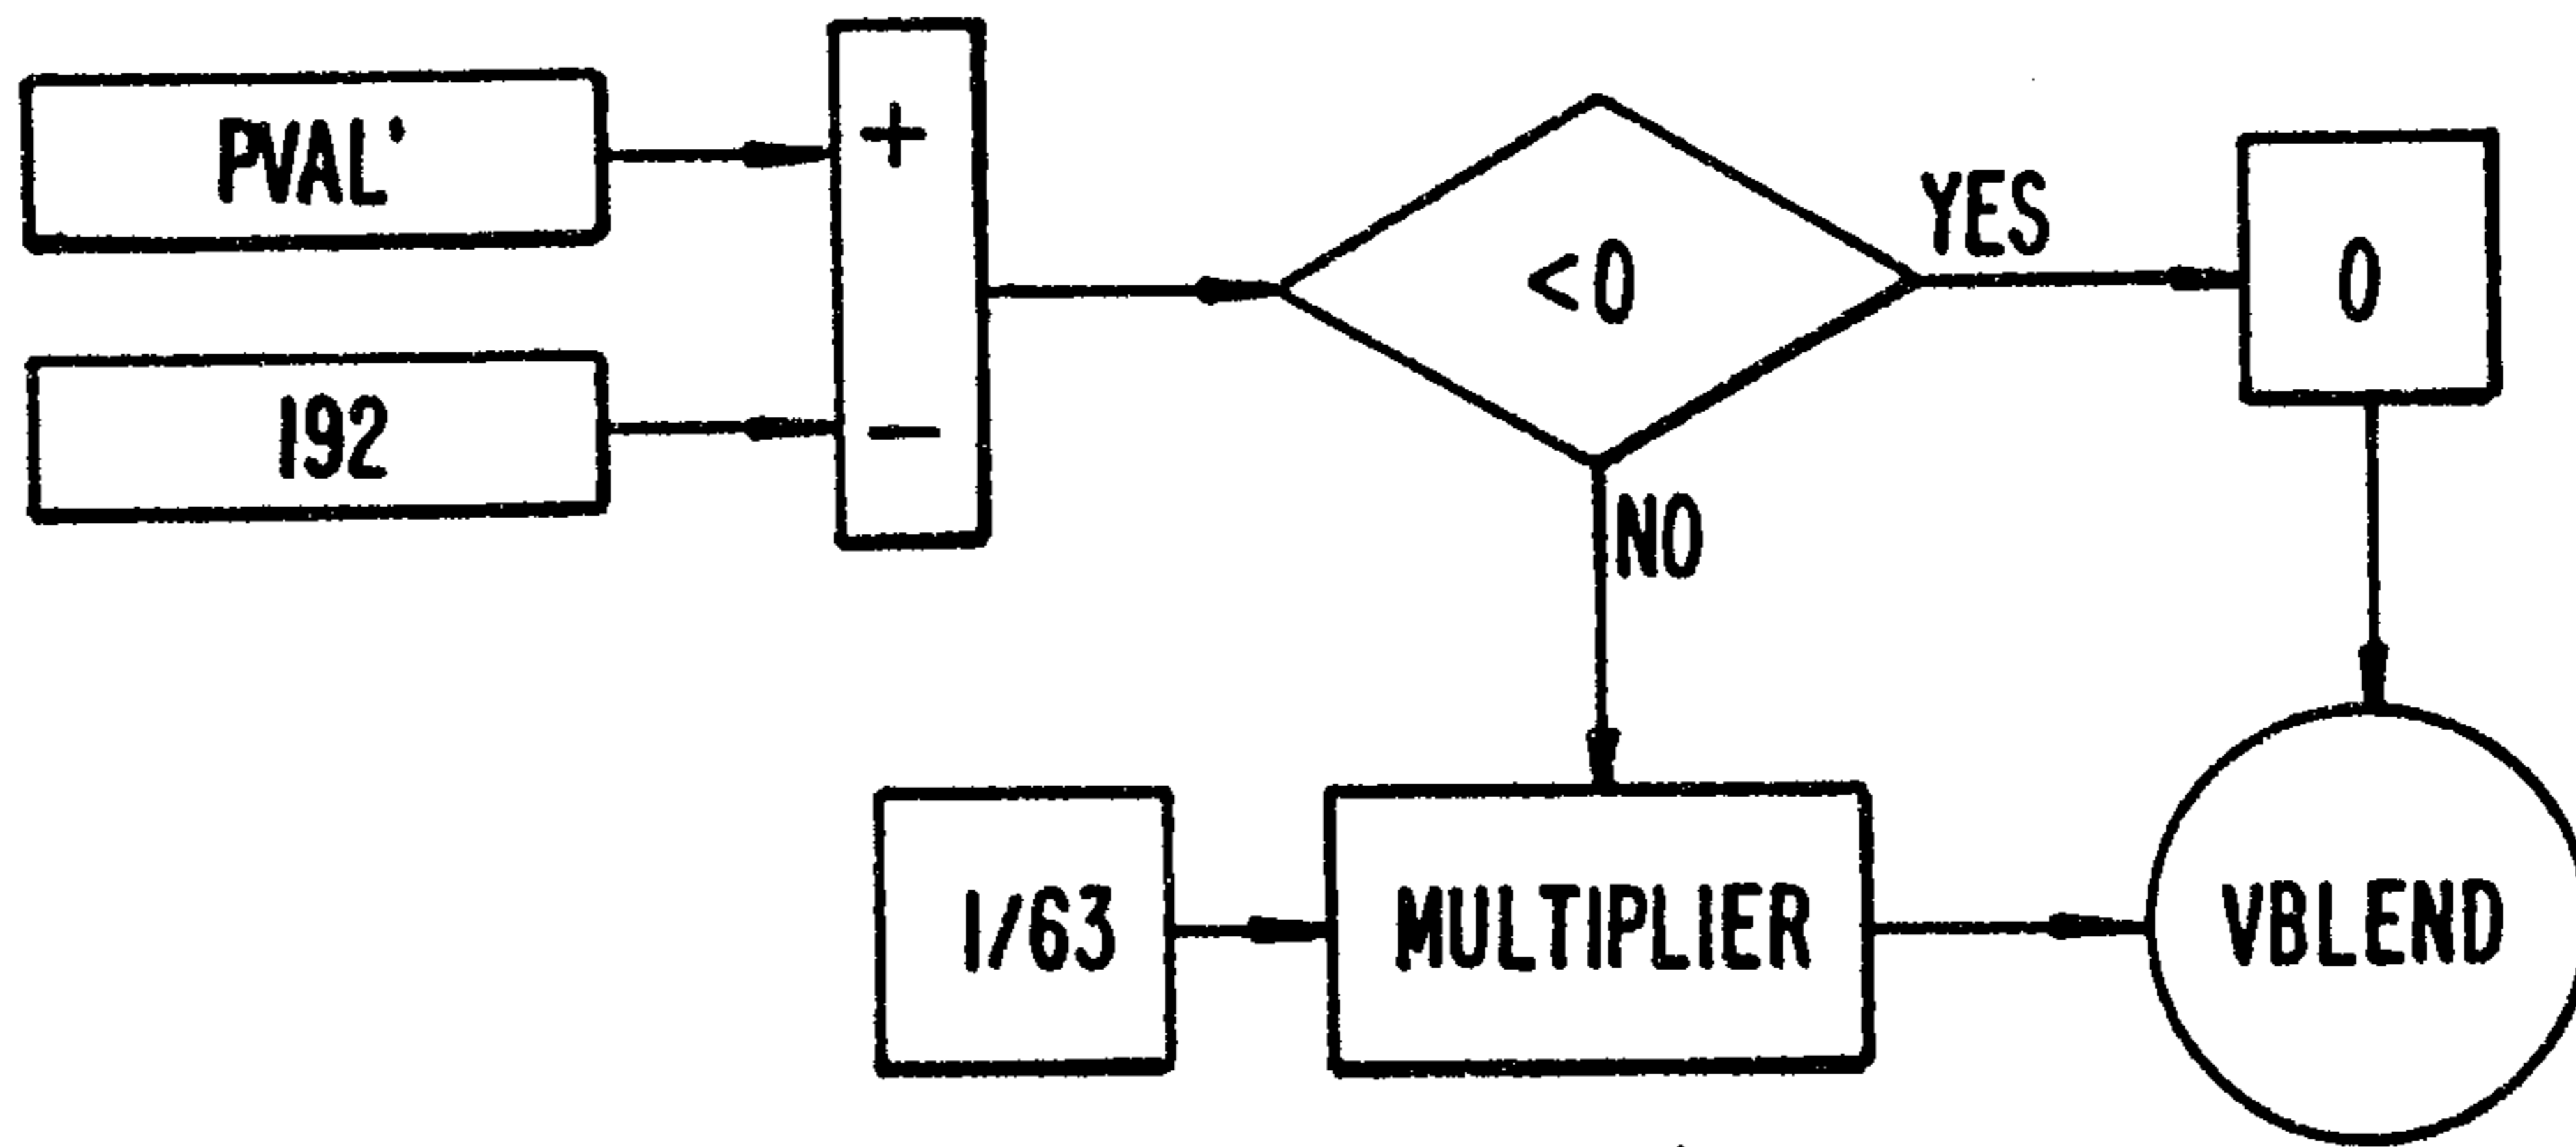 PVAL'
+
192
-
<0
YES
0
NO
1/63
MULTIPLIER
VBLEND